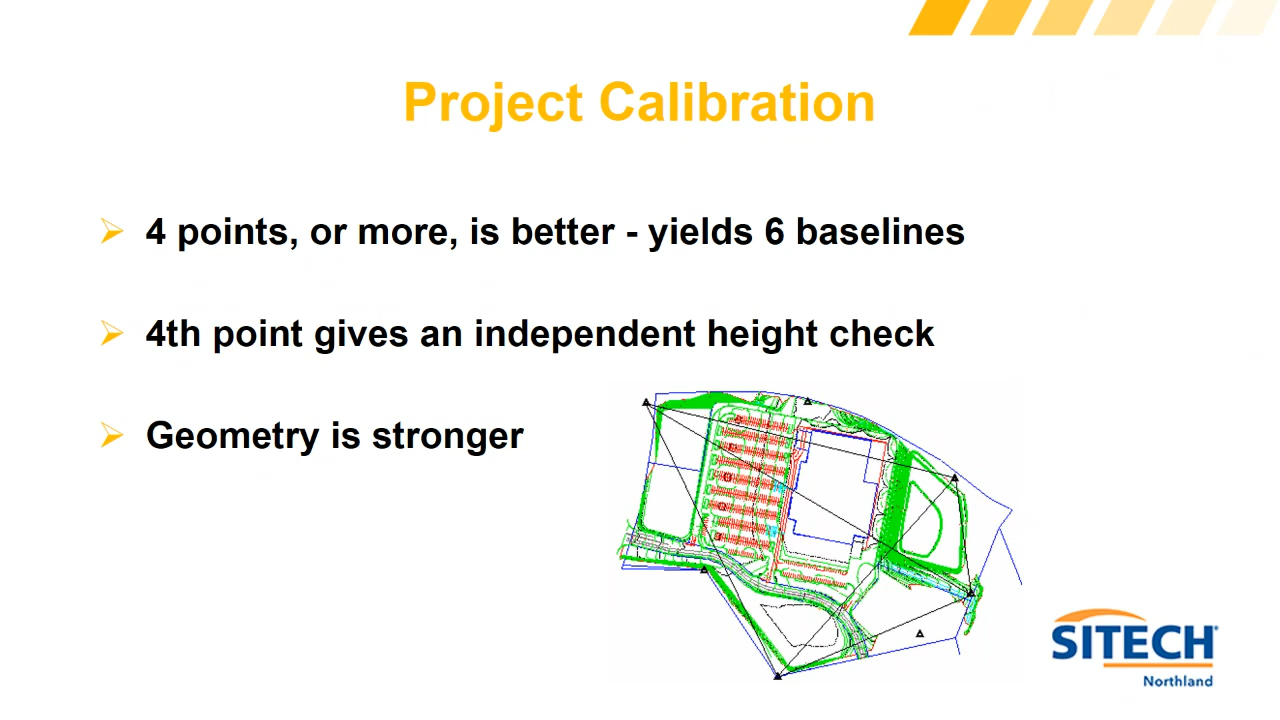 Project Calibration
4 points, or more, is better - yields 6 baselines
4th point gives an independent height check
Geometry is stronger
SITECH
Northland